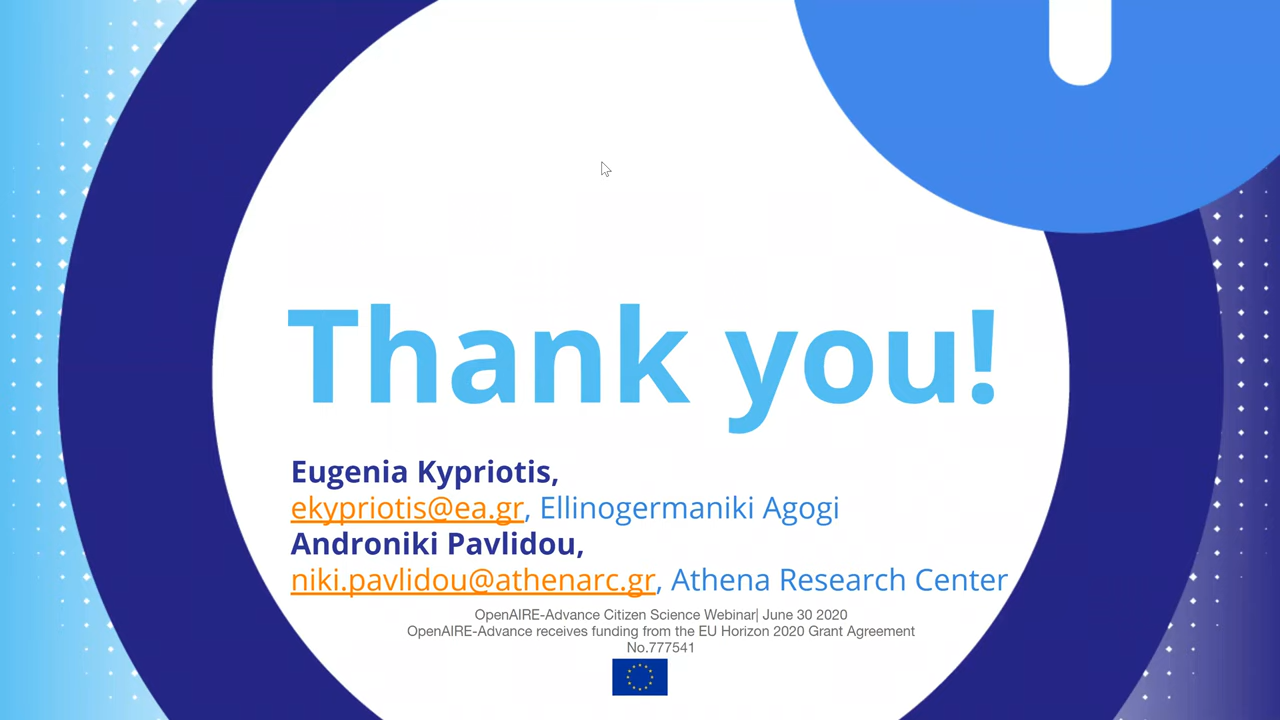 Thank you!
Eugenia Kypriotis,
ekypriotis@ea.gr, Ellinogermaniki Agogi
Androniki Pavlidou,
niki.pavlidou@athenarc.gr, Athena Research Center
OpenAIRE-Advance Citizen Science Webinar| June 30 2020
OpenAIRE-Advance receives funding from the EU Horizon 2020 Grant Agreement
No.777541